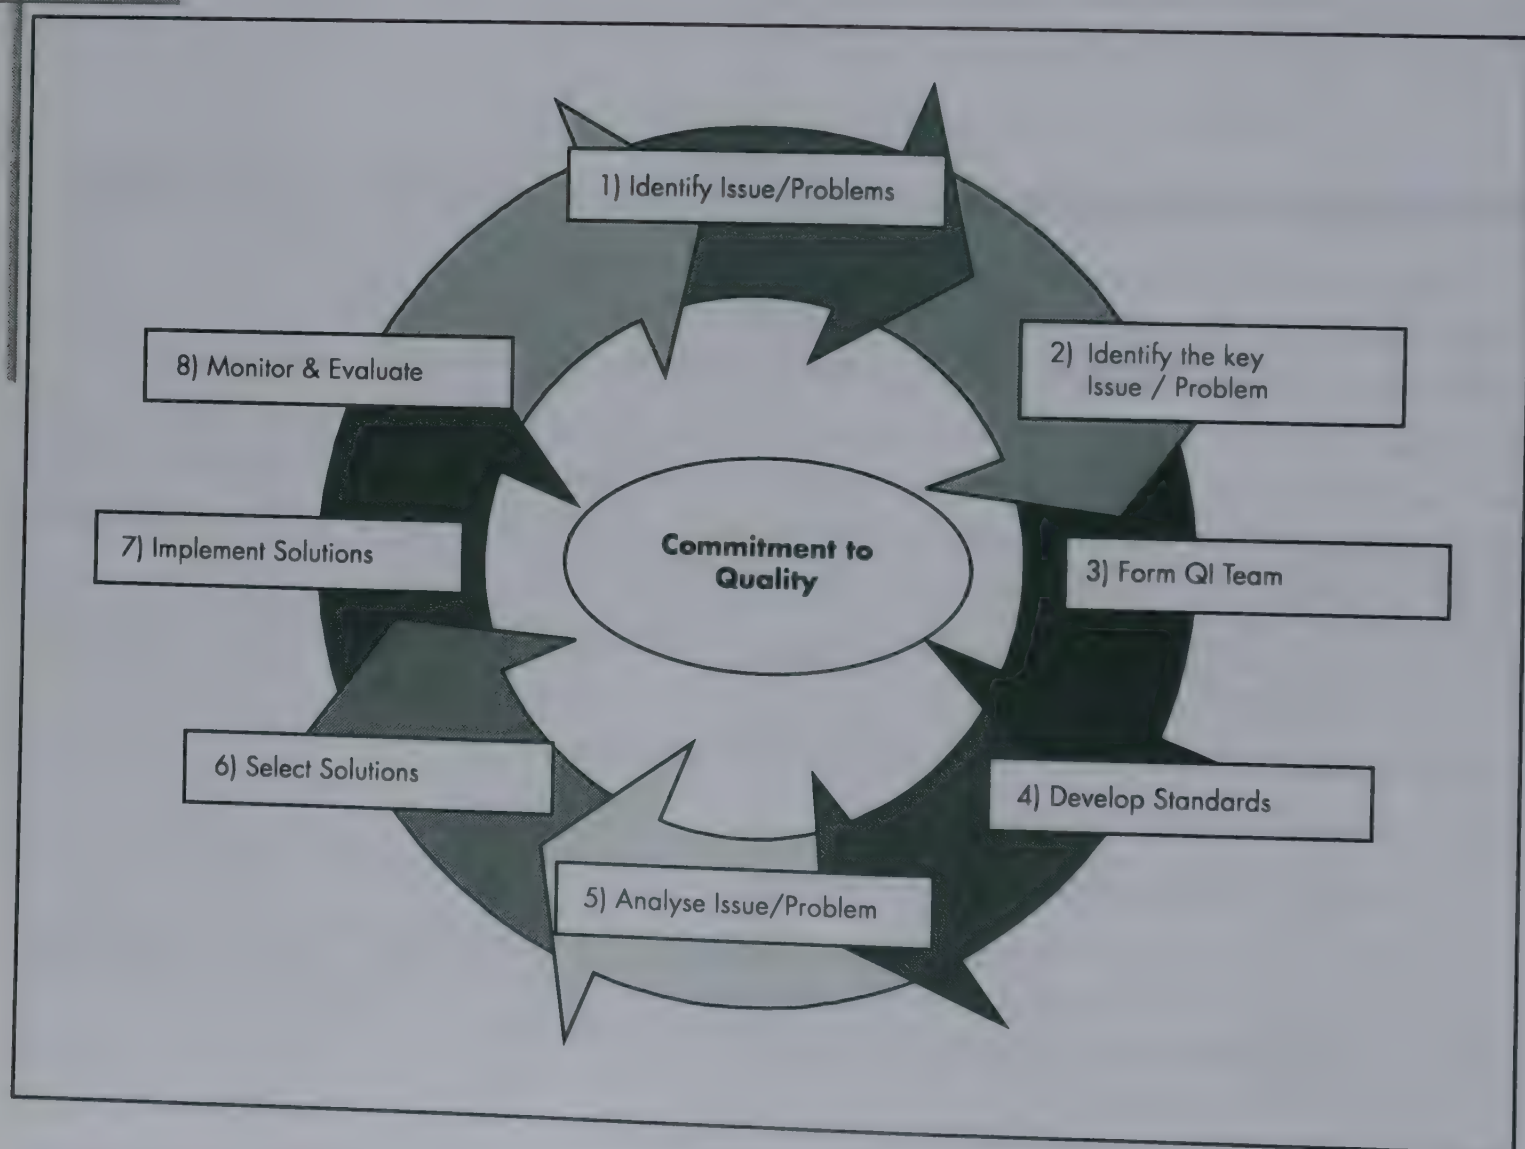 1) Identify Issue/Problems
2) Identify the key
Issue / Problem
3) Form QI Team
4) Develop Standards
5) Analyse Issue/Problem
6) Select Solutions
7) Implement Solutions
8) Monitor & Evaluate
Commitment to
Quality